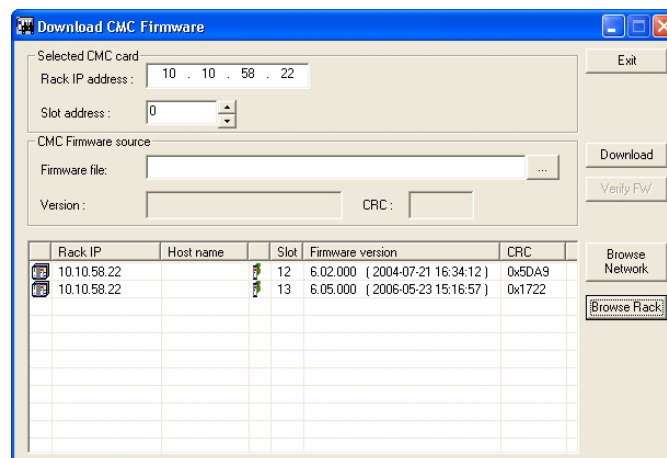 Download CMC Firmware
Selected CMC card
Rack IP address : 10 . 10 . 58 . 22
Exit
Slot address : 0
CMC Firmware source
Firmware file: ...
Download
Version : CRC :
Verify FW
Rack IP Host name Slot Firmware version CRC
Browse Network
10.10.58.22 12 6.02.000 ( 2004-07-21 16:34:12 ) 0x5DA9
10.10.58.22 13 6.05.000 ( 2006-05-23 15:16:57 ) 0x1722
Browse Rack